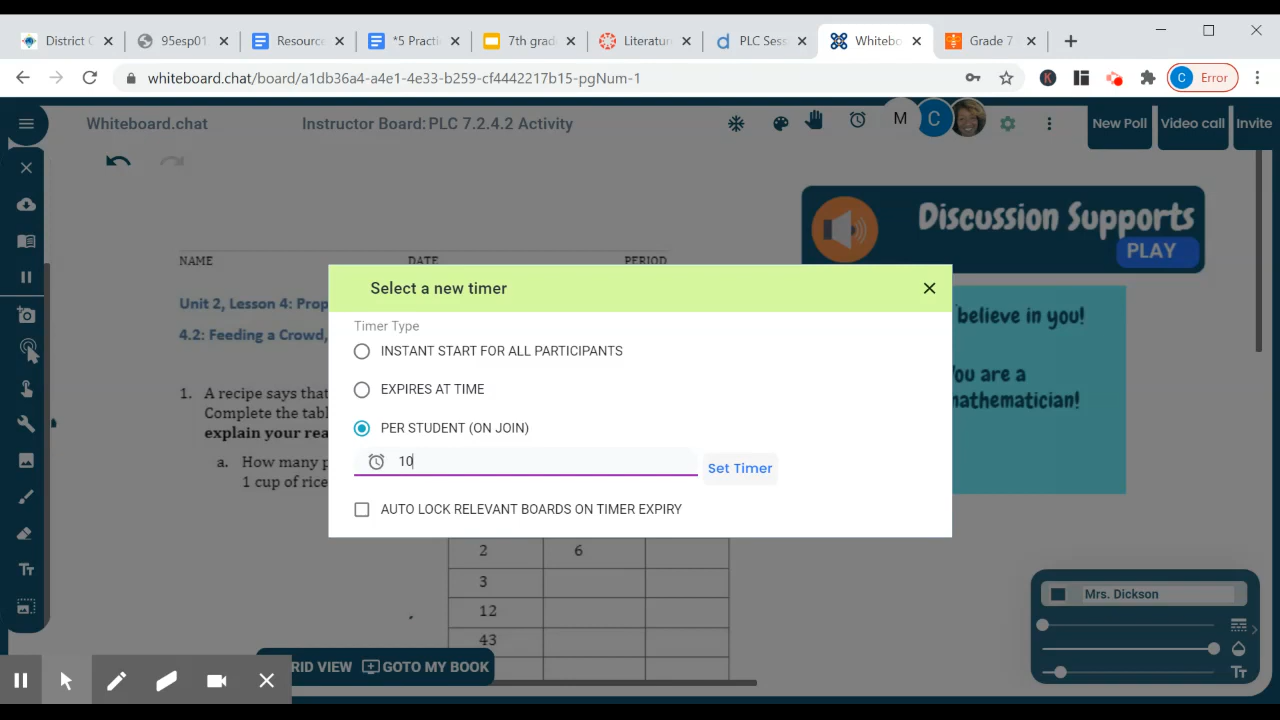 District C
95esp01
Resource
*5 Practi
7th grad
Literatur
PLC Sess
Whitebo
Grade 7
whiteboard.chat/board/a1db36a4-a4e1-4e33-b259-cf4442217b15-pgNum-1
K
C Error
Whiteboard.chat
Instructor Board: PLC 7.2.4.2 Activity
M
C
New Poll
Video call
Invite
Discussion Supports
PLAY
NAME DATE PERIOD
Unit 2, Lesson 4: Prop
4.2: Feeding a Crowd,
believe in you!
You are a
mathematician!
1. A recipe says that
Complete the tabl
explain your rea
a. How many p
1 cup of rice
Select a new timer
Timer Type
INSTANT START FOR ALL PARTICIPANTS
EXPIRES AT TIME
PER STUDENT (ON JOIN)
10
Set Timer
AUTO LOCK RELEVANT BOARDS ON TIMER EXPIRY
2 6
3
12
43
Mrs. Dickson
Tt
Tt
RID VIEW
GOTO MY BOOK